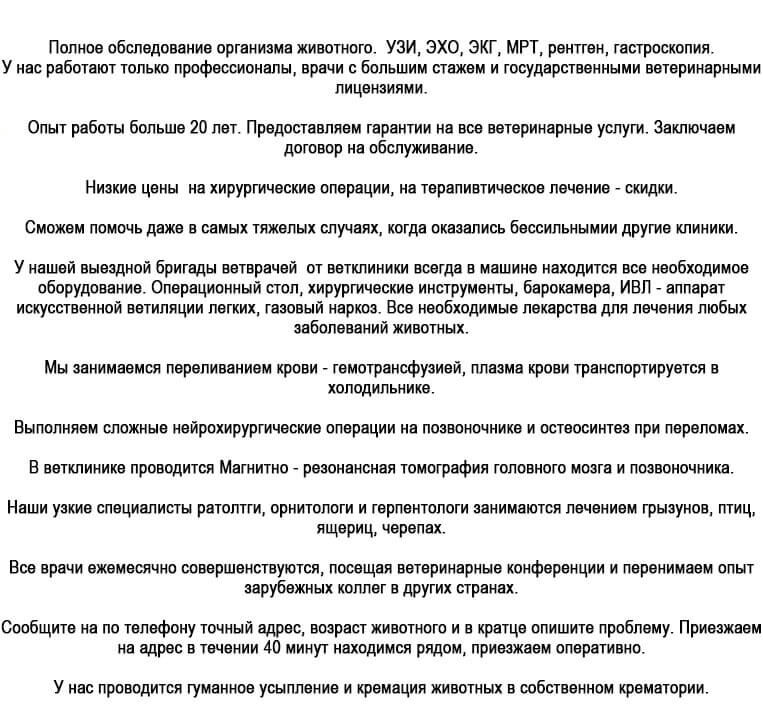 Полное обследование организма животного.  УЗИ, ЭХО, ЭКГ, МРТ, рентген, гастроскопия.
У нас работают только профессионалы, врачи с большим стажем и государственными ветеринарными
лицензиями.
Опыт работы больше 20 лет. Предоставляем гарантии на все ветеринарные услуги. Заключаем
договор на обслуживание.
Низкие цены  на хирургические операции, на терапивтическое лечение - скидки.
Сможем помочь даже в самых тяжелых случаях, когда оказались бессильнымии другие клиники.
У нашей выездной бригады ветврачей  от ветклиники всегда в машине находится все необходимое
оборудование. Операционный стол, хирургические инструменты, барокамера, ИВЛ - аппарат
искусственной ветиляции легких, газовый наркоз. Все необходимые лекарства для лечения любых
заболеваний животных.
Мы занимаемся переливанием крови - гемотрансфузией, плазма крови транспортируется в
холодильнике.
Выполняем сложные нейрохирургические операции на позвоночнике и остеосинтез при переломах.
В ветклинике проводится Магнитно - резонансная томография головного мозга и позвоночника.
Наши узкие специалисты ратолтги, орнитологи и герпентологи занимаются лечением грызунов, птиц,
ящериц, черепах.
Все врачи ежемесячно совершенствуются, посещая ветеринарные конференции и перенимаем опыт
зарубежных коллег в других странах.
Сообщите на по телефону точный адрес, возраст животного и в кратце опишите проблему. Приезжаем
на адрес в течении 40 минут находимся рядом, приезжаем оперативно.
У нас проводится гуманное усыпление и кремация животных в собственном крематории.